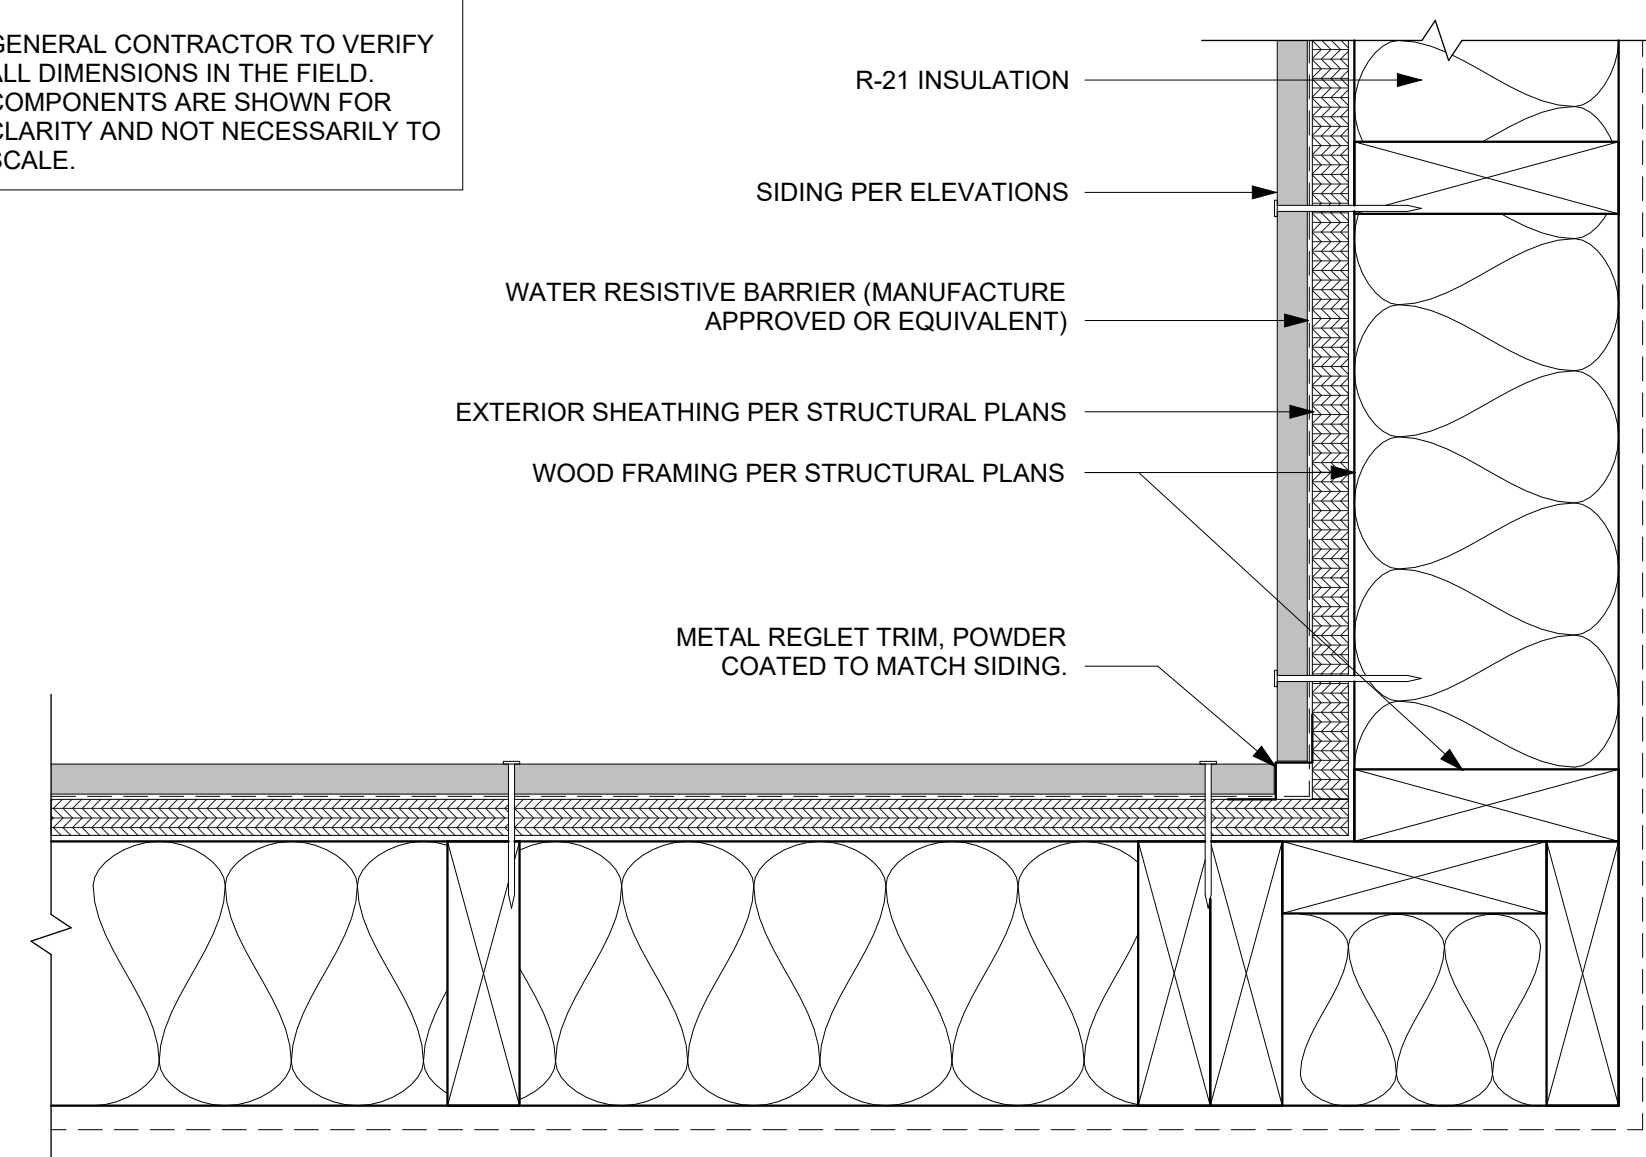 GENERAL CONTRACTOR TO VERIFY
ALL DIMENSIONS IN THE FIELD.
COMPONENTS ARE SHOWN FOR
CLARITY AND NOT NECESSARILY TO
SCALE.
R-21 INSULATION
SIDING PER ELEVATIONS
WATER RESISTIVE BARRIER (MANUFACTURE
APPROVED OR EQUIVALENT)
EXTERIOR SHEATHING PER STRUCTURAL PLANS
WOOD FRAMING PER STRUCTURAL PLANS
METAL REGLET TRIM, POWDER
COATED TO MATCH SIDING.